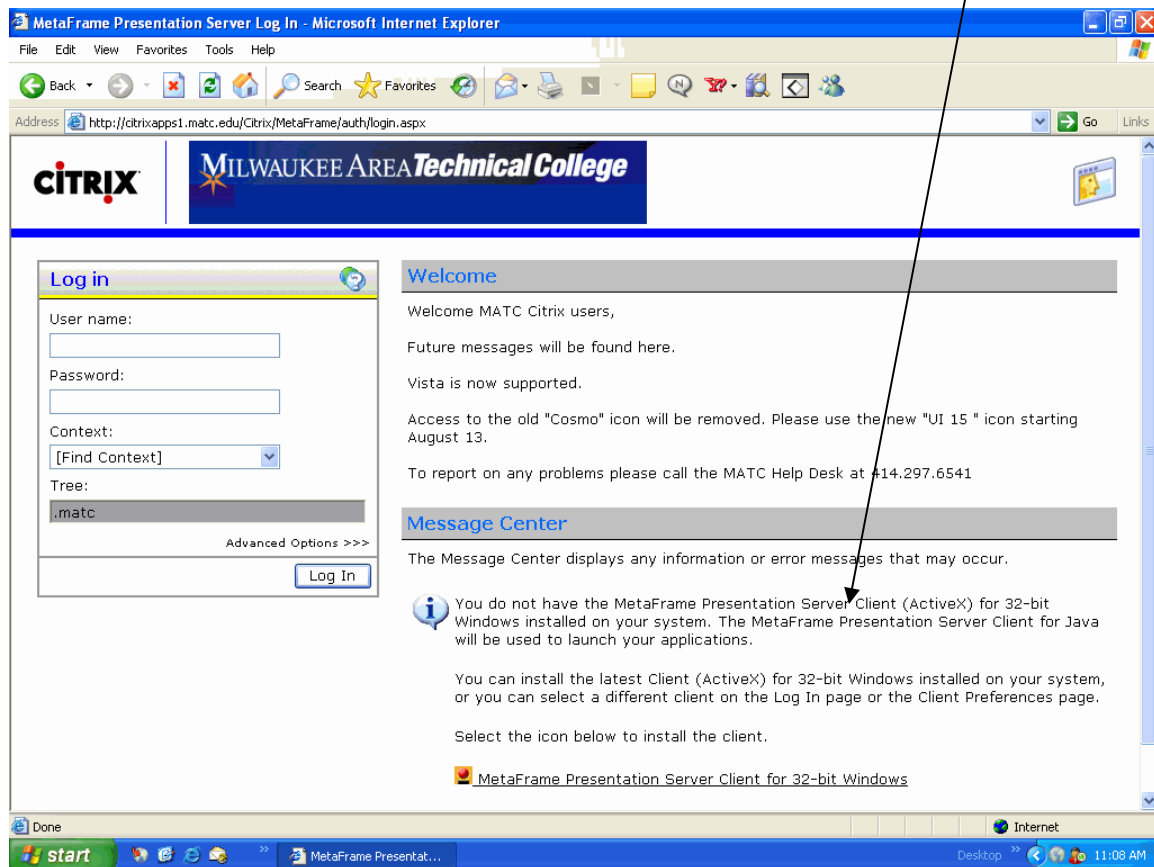 MetaFrame Presentation Server Log In - Microsoft Internet Explorer
File Edit View Favorites Tools Help
Back Search Favorites
Address http://citrixapps1.matc.edu/Citrix/MetaFrame/auth/login.aspx Go Links
CITRIX
MILWAUKEE AREA Technical College
Log in
User name:
Password:
Context:
[Find Context]
Tree:
.matc
Advanced Options >>>
Log In
Welcome
Welcome MATC Citrix users,
Future messages will be found here.
Vista is now supported.
Access to the old "Cosmo" icon will be removed. Please use the new "UI 15 " icon starting
August 13.
To report on any problems please call the MATC Help Desk at 414.297.6541
Message Center
The Message Center displays any information or error messages that may occur.
You do not have the MetaFrame Presentation Server Client (ActiveX) for 32-bit
Windows installed on your system. The MetaFrame Presentation Server Client for Java
will be used to launch your applications.
You can install the latest Client (ActiveX) for 32-bit Windows installed on your system,
or you can select a different client on the Log In page or the Client Preferences page.
Select the icon below to install the client.
MetaFrame Presentation Server Client for 32-bit Windows
Done Internet
start MetaFrame Presentat... Desktop 11:08 AM